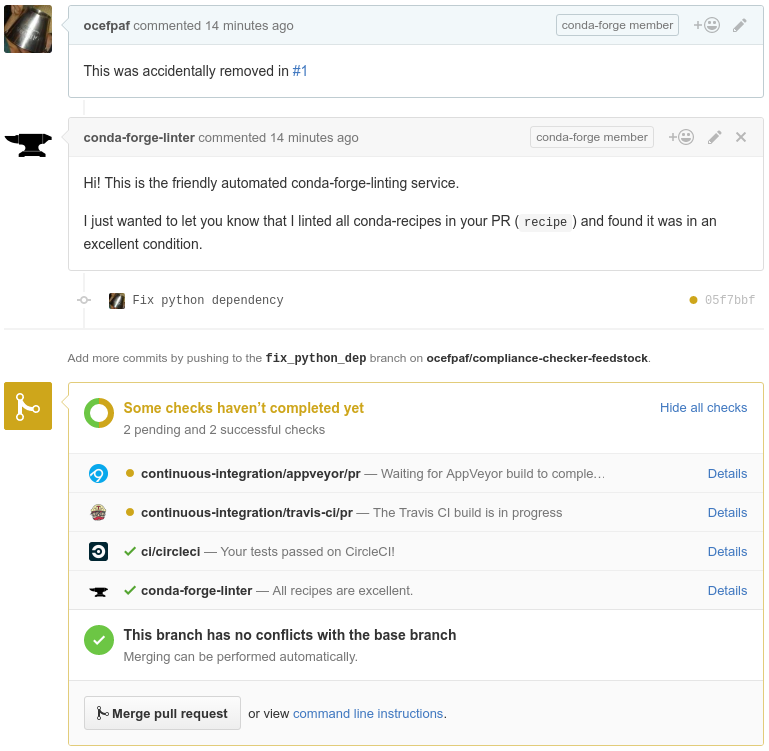 ocefpaf commented 14 minutes ago conda-forge member
This was accidentally removed in #1
conda-forge-linter commented 14 minutes ago conda-forge member
Hi! This is the friendly automated conda-forge-linting service.
I just wanted to let you know that I linted all conda-recipes in your PR ( recipe ) and found it was in an
excellent condition.
Fix python dependency 05f7bbf
Add more commits by pushing to the fix_python_dep branch on ocefpaf/compliance-checker-feedstock.
Some checks haven’t completed yet Hide all checks
2 pending and 2 successful checks
continuous-integration/appveyor/pr — Waiting for AppVeyor build to comple… Details
continuous-integration/travis-ci/pr — The Travis CI build is in progress Details
ci/circleci — Your tests passed on CircleCI! Details
conda-forge-linter — All recipes are excellent. Details
This branch has no conflicts with the base branch
Merging can be performed automatically.
Merge pull request or view command line instructions.